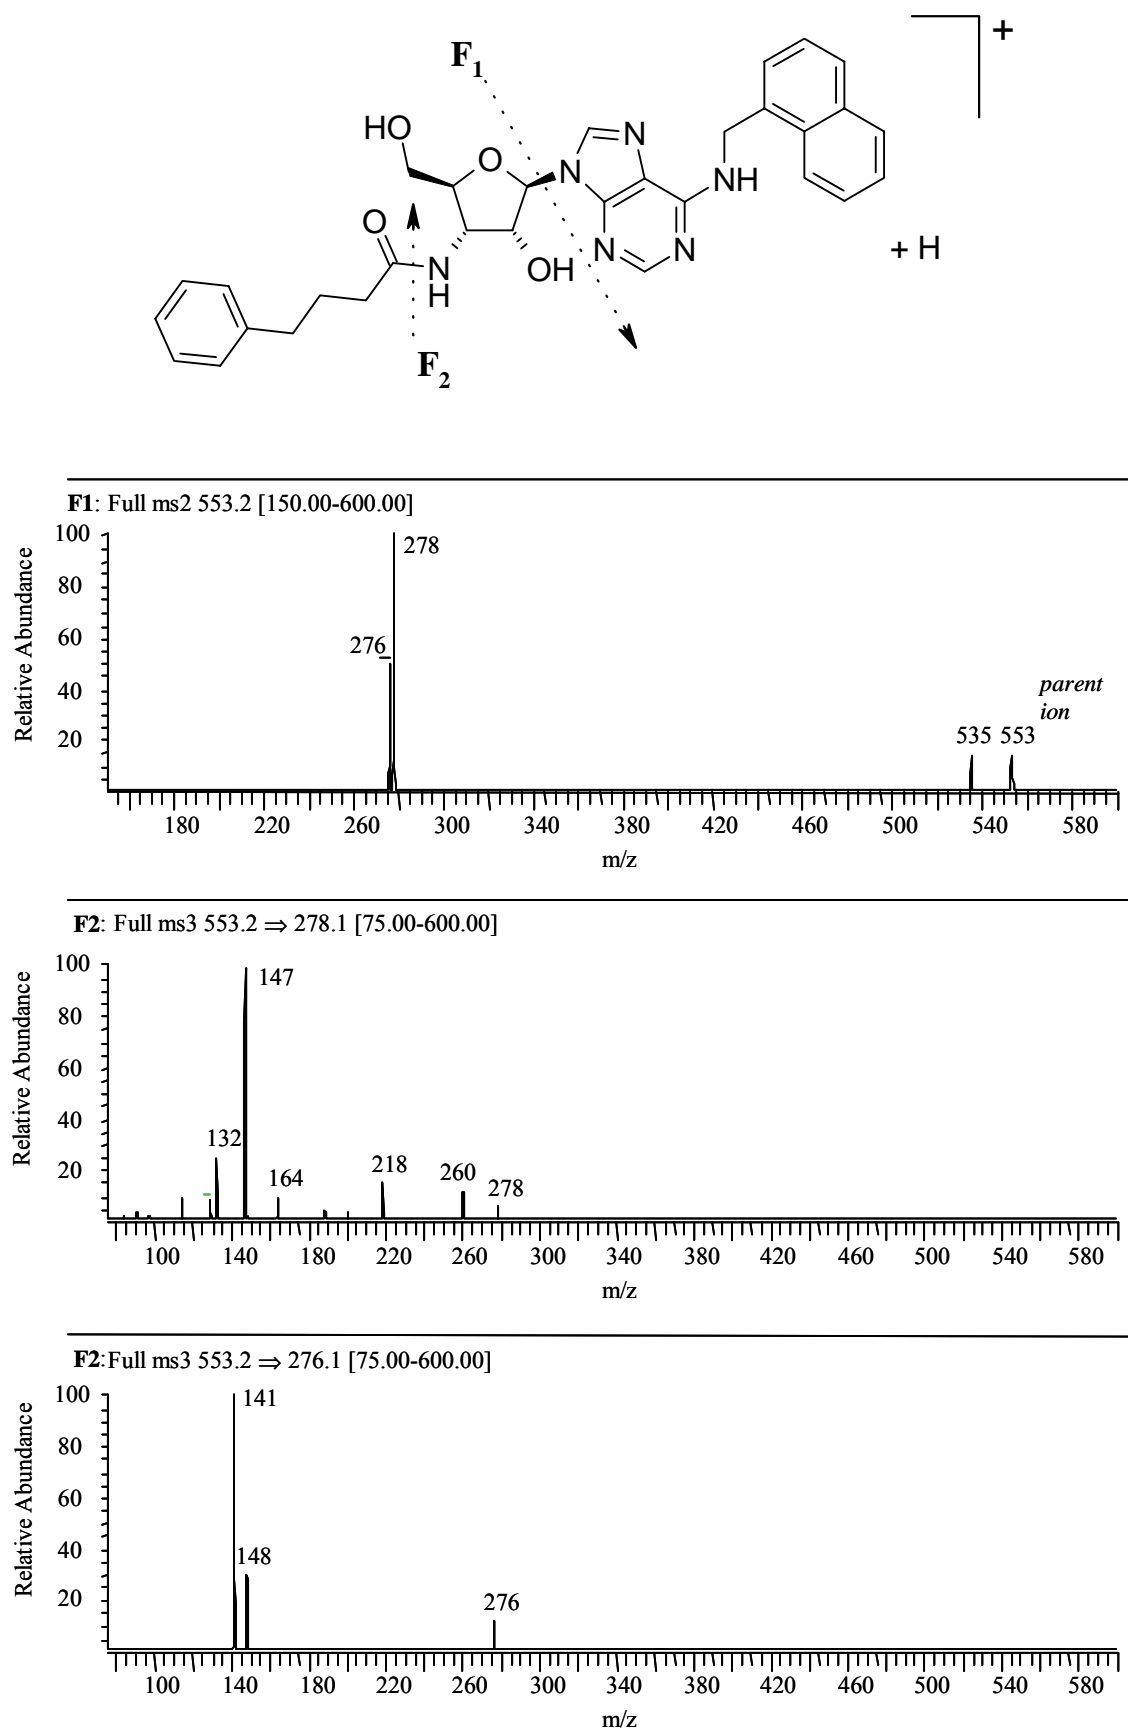 +
F1
HO
O
N
N
NH
O
N
H
OH
N
N
+ H
F2
F1: Full ms2 553.2 [150.00-600.00]
100
80
60
40
20
Relative Abundance
278
276
parent
ion
535 553
180 220 260 300 340 380 420 460 500 540 580
m/z
F2: Full ms3 553.2 ⇒ 278.1 [75.00-600.00]
100
80
60
40
20
Relative Abundance
147
132
164
218
260
278
100 140 180 220 260 300 340 380 420 460 500 540 580
m/z
F2:Full ms3 553.2 ⇒ 276.1 [75.00-600.00]
100
80
60
40
20
Relative Abundance
141
148
276
100 140 180 220 260 300 340 380 420 460 500 540 580
m/z